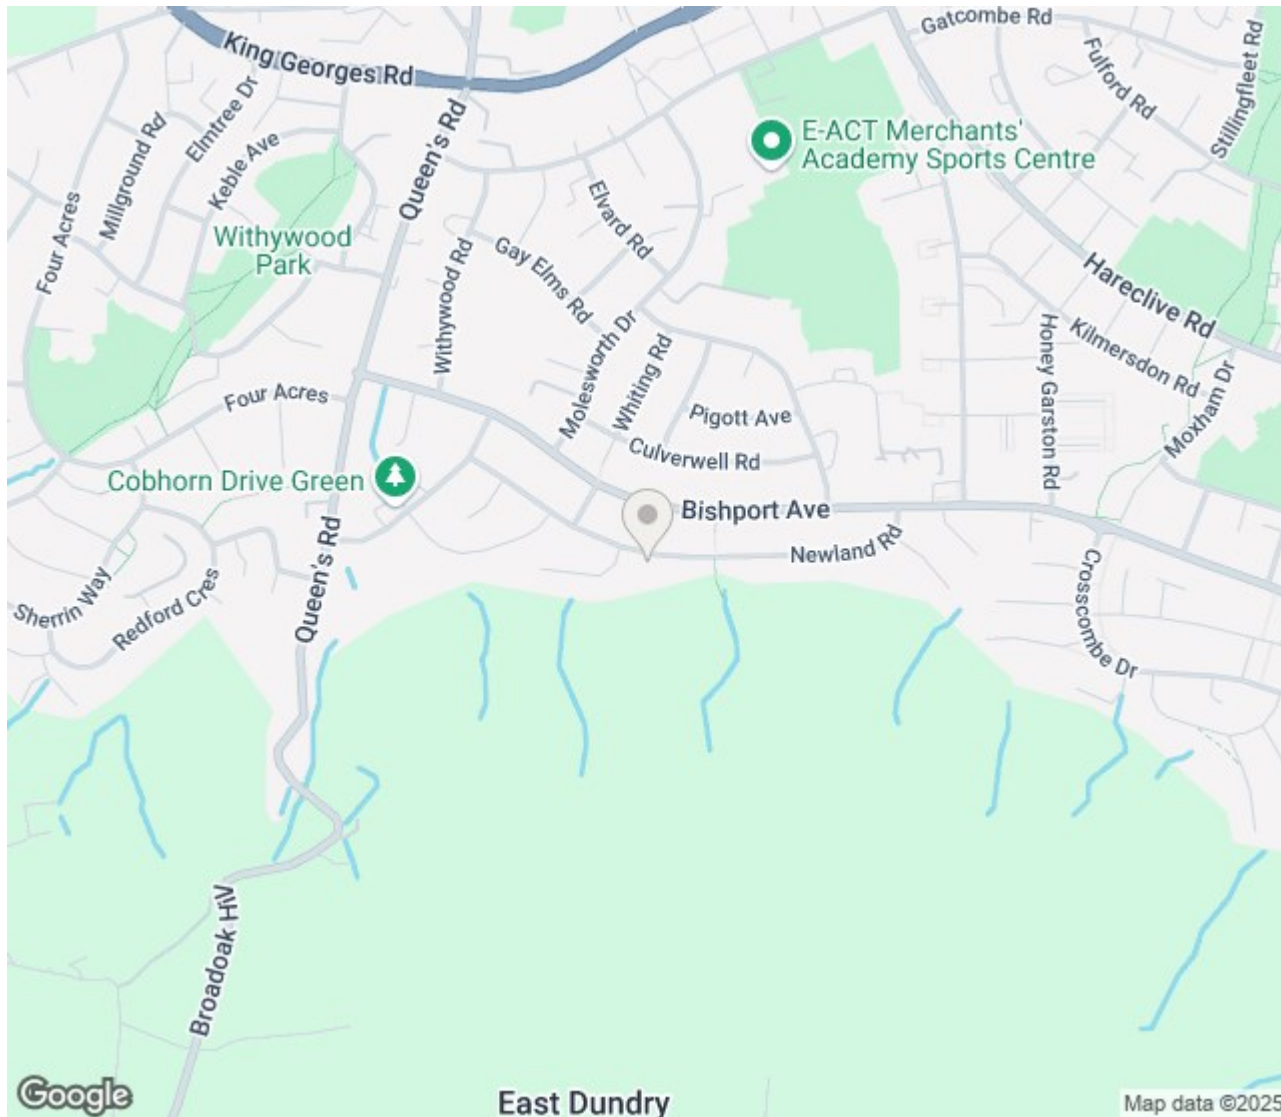 Gatcombe Rd
King Georges Rd
Fulford Rd
Stillingfleet Rd
Elmtree Dr
Millground Rd
Keble Ave
Queen's Rd
E-ACT Merchants'
Academy Sports Centre
Four Acres
Withywood
Park
Elvard Rd
Gay Elms Rd
Withywood Rd
Hareclive Rd
Molesworth Dr
Whiting Rd
Honey Garston Rd
Kilmersdon Rd
Moxham Dr
Four Acres
Pigott Ave
Culverwell Rd
Cobhorn Drive Green
Bishport Ave
Newland Rd
Queen's Rd
Sherrin Way
Redford Cres
Crosscombe Dr
Broadoak Hill
East Dundry
Google
Map data ©2025